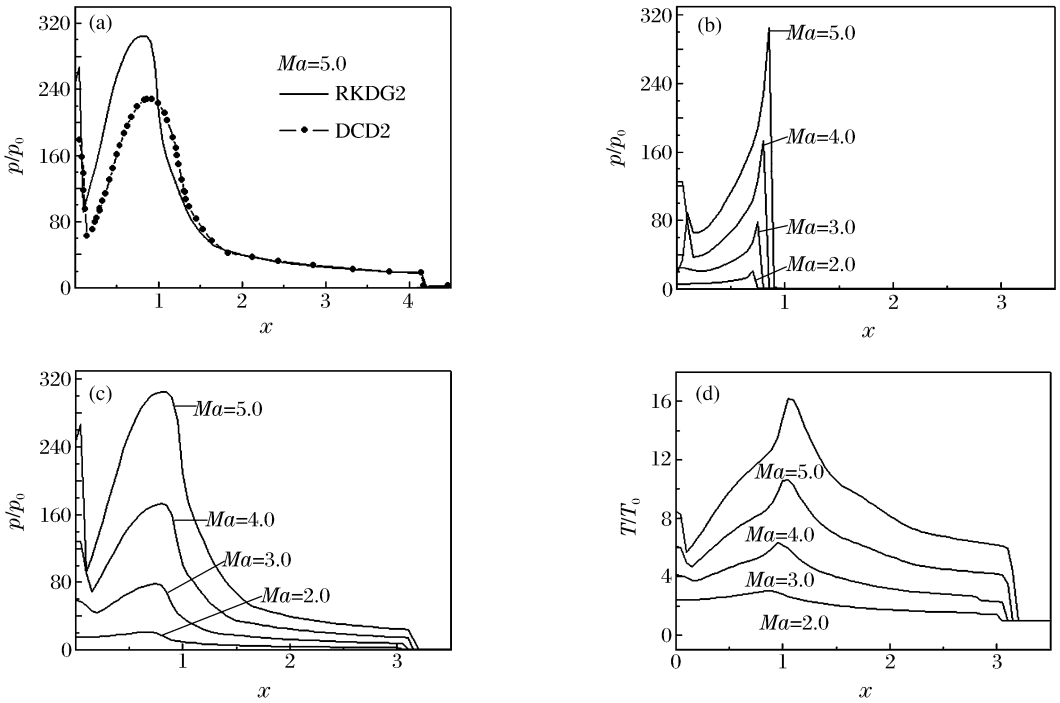 (a)
320
240
160
80
0
p/p₀
Ma=5.0
RKDG2
DCD2
0
1
2
3
4
x
(b)
320
240
160
80
0
p/p₀
Ma=5.0
Ma=4.0
Ma=3.0
Ma=2.0
0
1
2
3
x
(c)
320
240
160
80
0
p/p₀
Ma=5.0
Ma=4.0
Ma=3.0
Ma=2.0
0
1
2
3
x
(d)
16
12
8
4
0
T/T₀
Ma=5.0
Ma=4.0
Ma=3.0
Ma=2.0
0
1
2
3
x